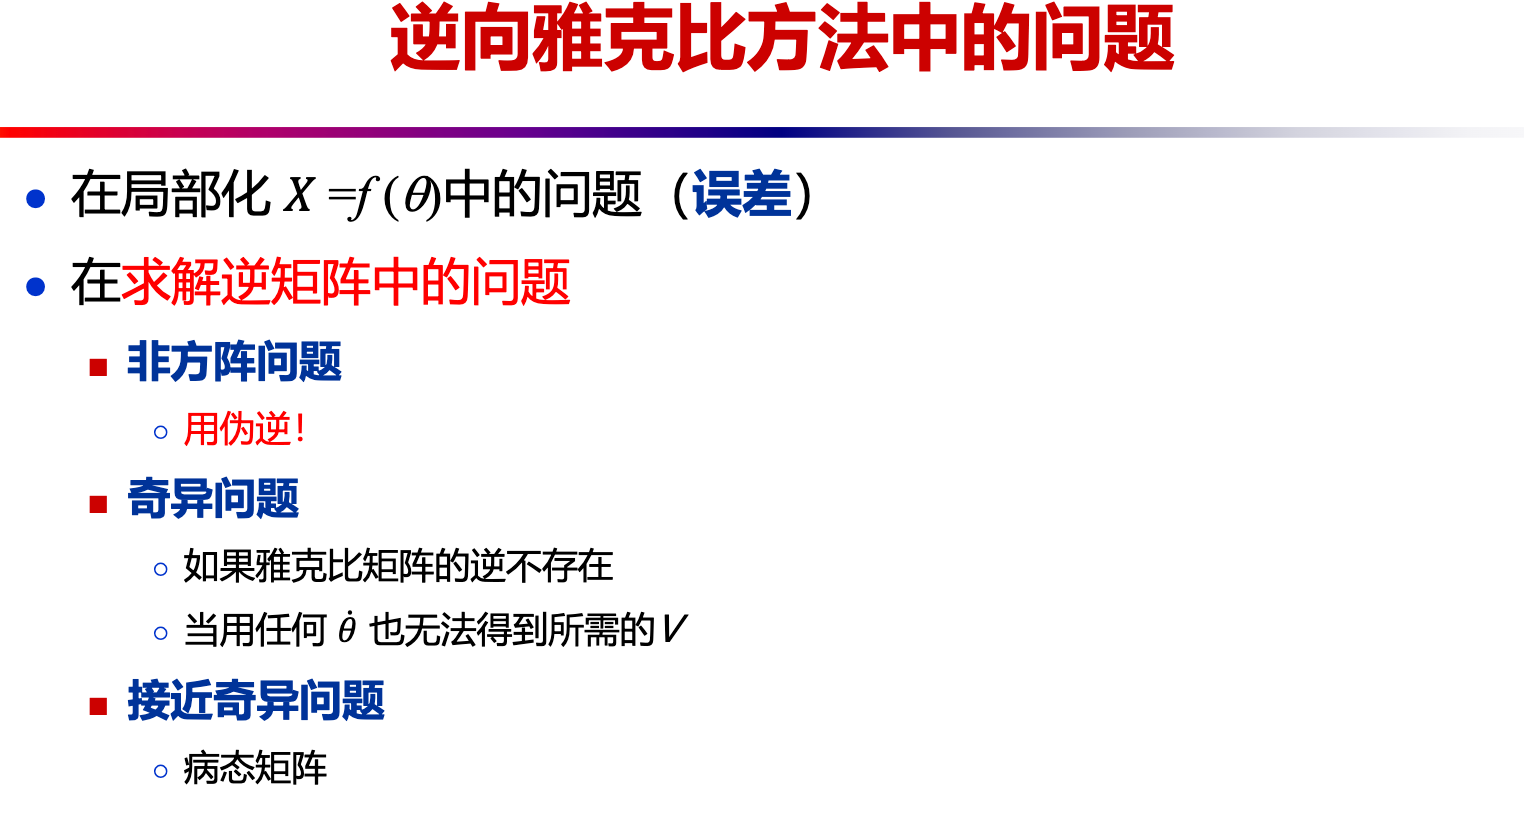 逆向雅克比方法中的问题
• 在局部化 X =f (θ)中的问题（误差）
• 在求解逆矩阵中的问题
■ 非方阵问题
○ 用伪逆！
■ 奇异问题
○ 如果雅克比矩阵的逆不存在
○ 当用任何 θ̇ 也无法得到所需的V
■ 接近奇异问题
○ 病态矩阵